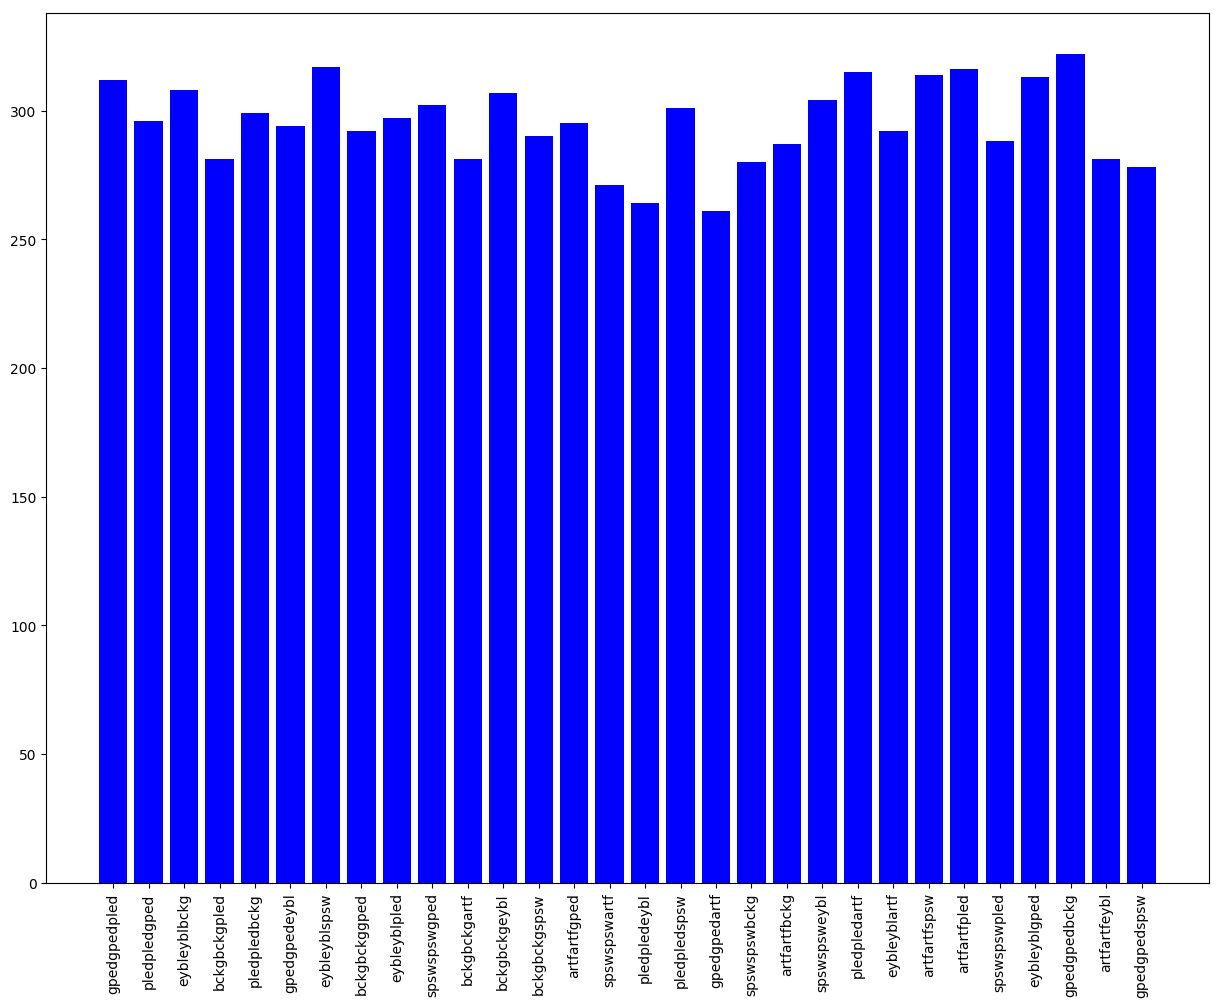 300
250
200
150
100
50
0
gpedgpedpled
pledpledgped
eybleyblbckg
bckgbckgpled
pledpledbckg
gpedgpedeybl
eybleyblspsw
bckgbckggped
eybleyblpled
spswspswgped
bckgbckgartf
bckgbckgeybl
bckgbckgspsw
artfartfgped
spswspswartf
pledpledeybl
pledpledspsw
gpedgpedartf
spswspswbckg
artfartfbckg
spswspsweybl
pledpledartf
eybleyblartf
artfartfspsw
artfartfpled
spswspswpled
eybleyblgped
gpedgpedbckg
artfartfeybl
gpedgpedspsw